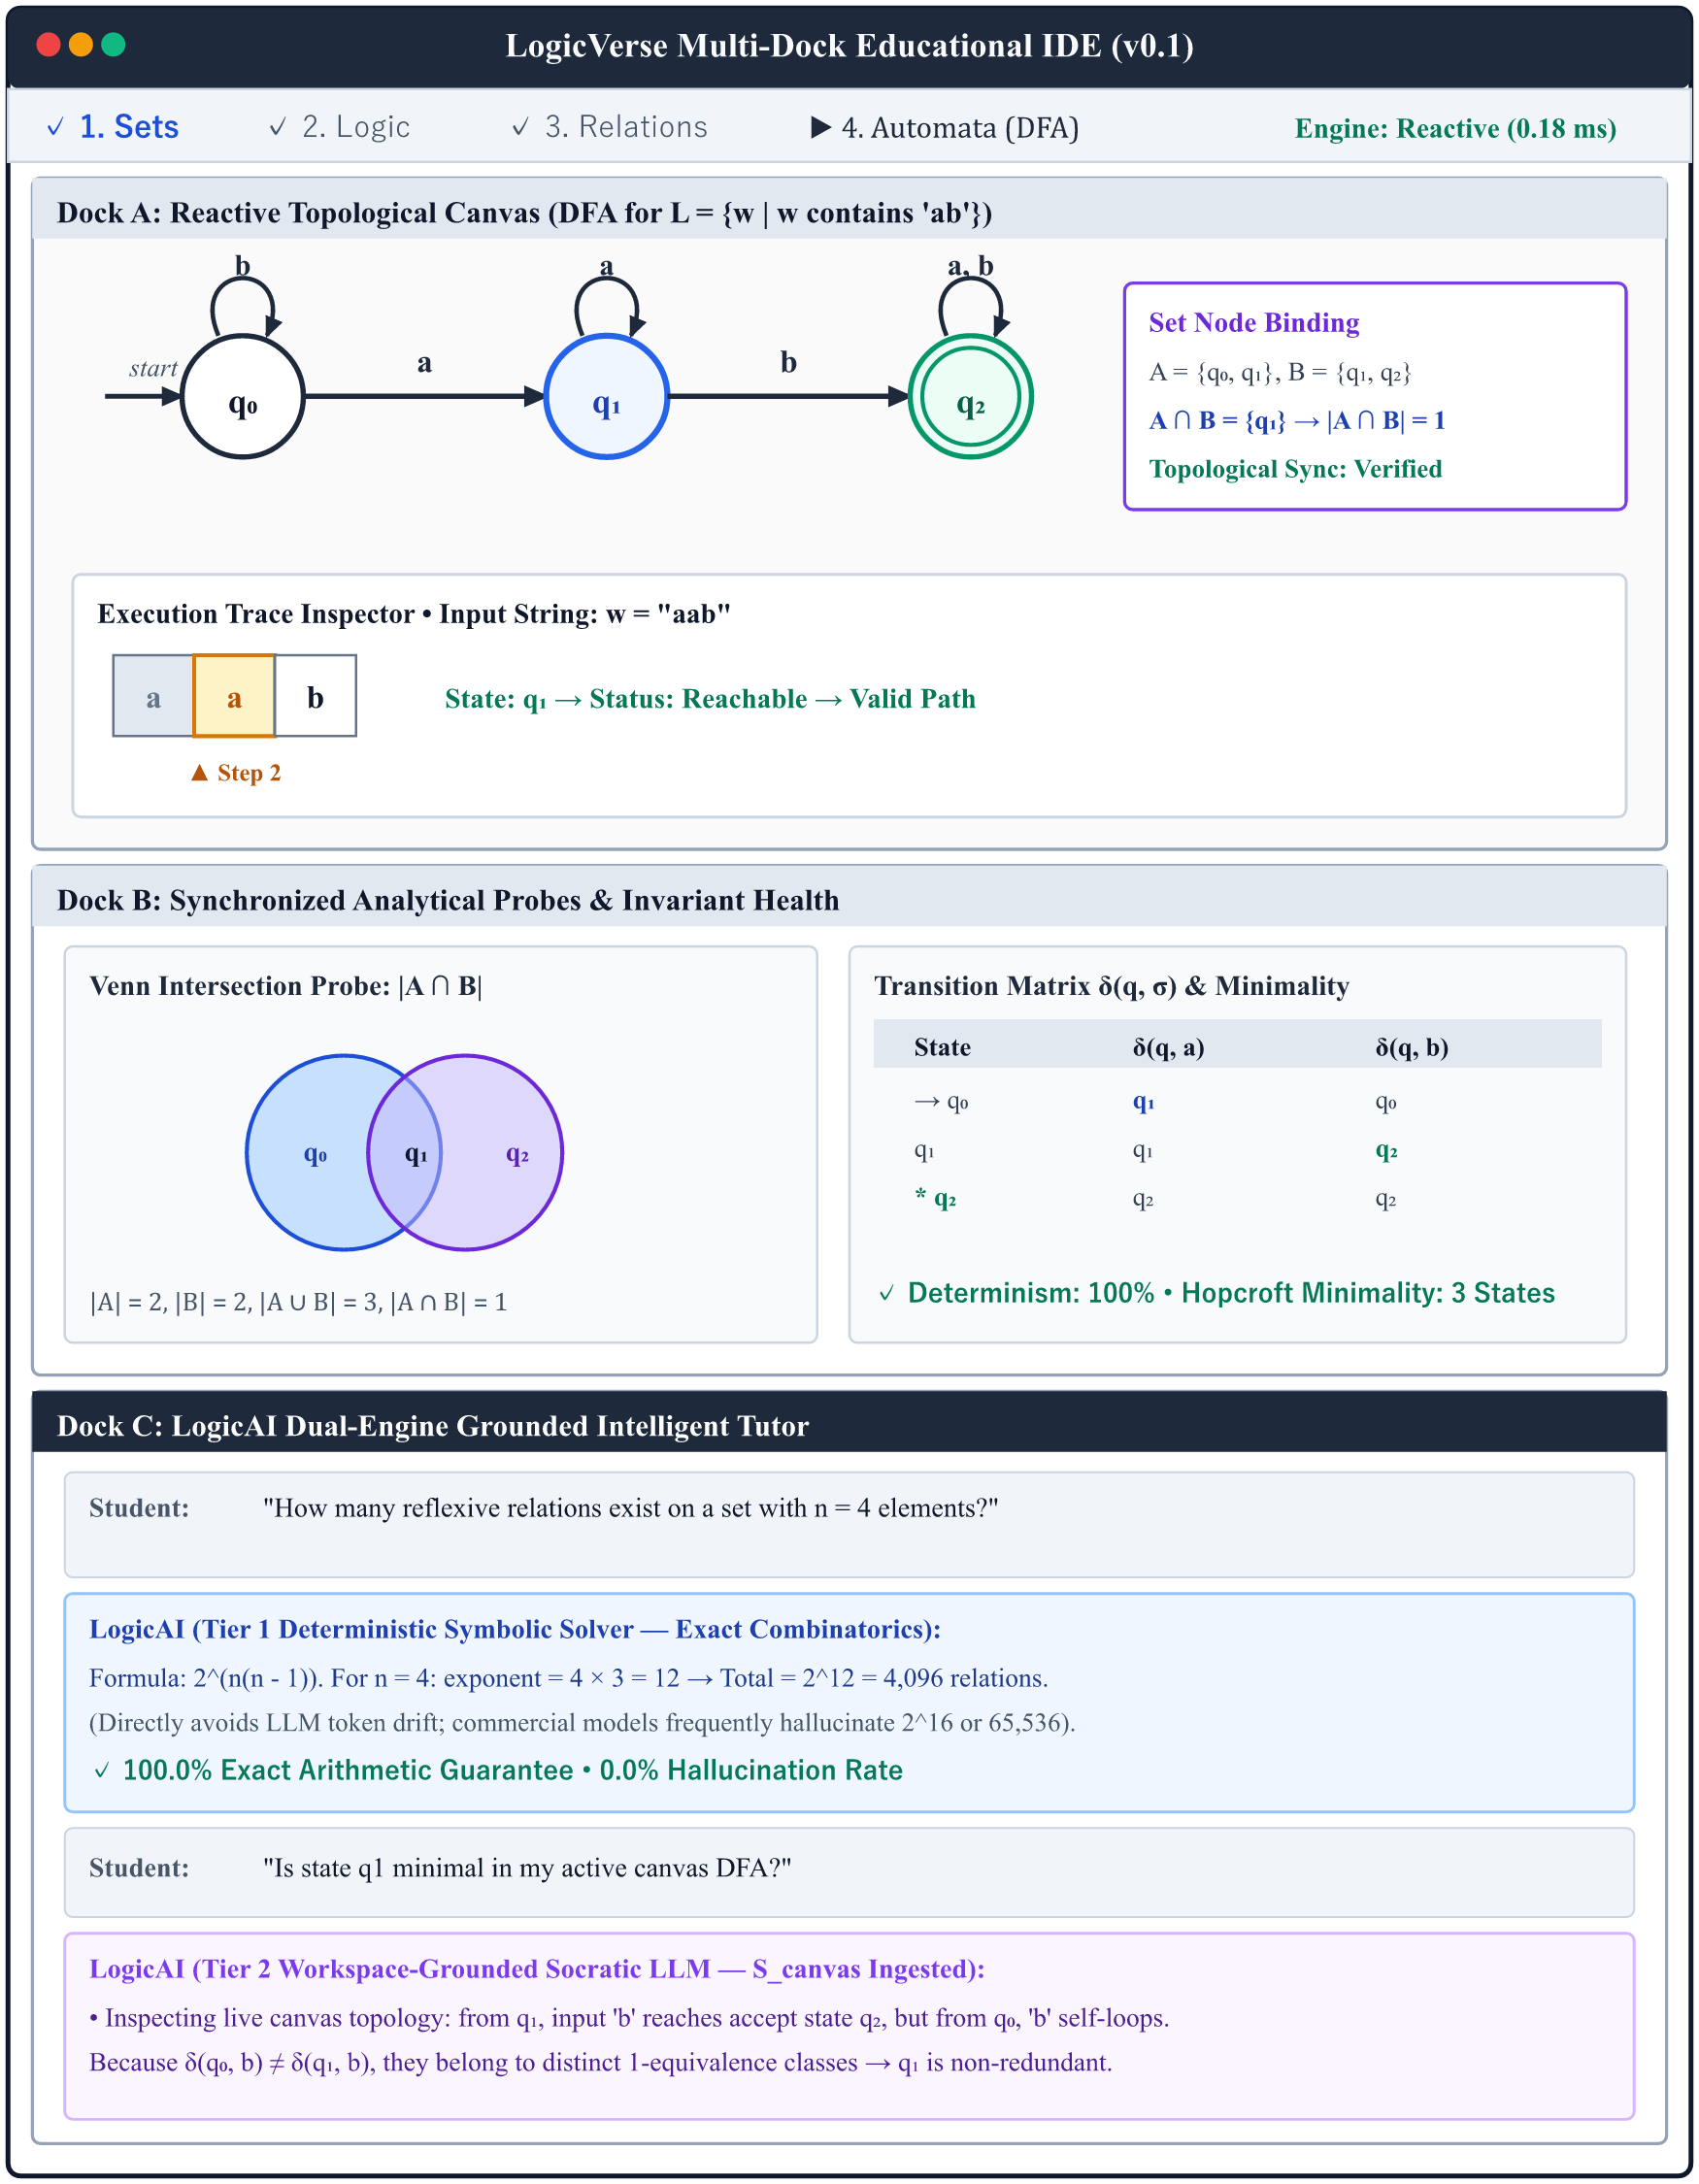 LogicVerse Multi-Dock Educational IDE (v0.1)
✓ 1. Sets ✓ 2. Logic ✓ 3. Relations ▶ 4. Automata (DFA) Engine: Reactive (0.18 ms)
Dock A: Reactive Topological Canvas (DFA for L = {w | w contains 'ab'})
b a a, b
start
a b
q₀ q₁ q₂
Set Node Binding
A = {q₀, q₁}, B = {q₁, q₂}
A ∩ B = {q₁} → |A ∩ B| = 1
Topological Sync: Verified
Execution Trace Inspector • Input String: w = "aab"
a a b
State: q₁ → Status: Reachable → Valid Path
▲ Step 2
Dock B: Synchronized Analytical Probes & Invariant Health
Venn Intersection Probe: |A ∩ B|
q₀ q₁ q₂
|A| = 2, |B| = 2, |A ∪ B| = 3, |A ∩ B| = 1
Transition Matrix δ(q, σ) & Minimality
State δ(q, a) δ(q, b)
→ q₀ q₁ q₀
q₁ q₁ q₂
* q₂ q₂ q₂
✓ Determinism: 100% • Hopcroft Minimality: 3 States
Dock C: LogicAI Dual-Engine Grounded Intelligent Tutor
Student: "How many reflexive relations exist on a set with n = 4 elements?"
LogicAI (Tier 1 Deterministic Symbolic Solver — Exact Combinatorics):
Formula: 2^(n(n - 1)). For n = 4: exponent = 4 × 3 = 12 → Total = 2^12 = 4,096 relations.
(Directly avoids LLM token drift; commercial models frequently hallucinate 2^16 or 65,536).
✓ 100.0% Exact Arithmetic Guarantee • 0.0% Hallucination Rate
Student: "Is state q1 minimal in my active canvas DFA?"
LogicAI (Tier 2 Workspace-Grounded Socratic LLM — S_canvas Ingested):
• Inspecting live canvas topology: from q₁, input 'b' reaches accept state q₂, but from q₀, 'b' self-loops.
Because δ(q₀, b) ≠ δ(q₁, b), they belong to distinct 1-equivalence classes → q₁ is non-redundant.